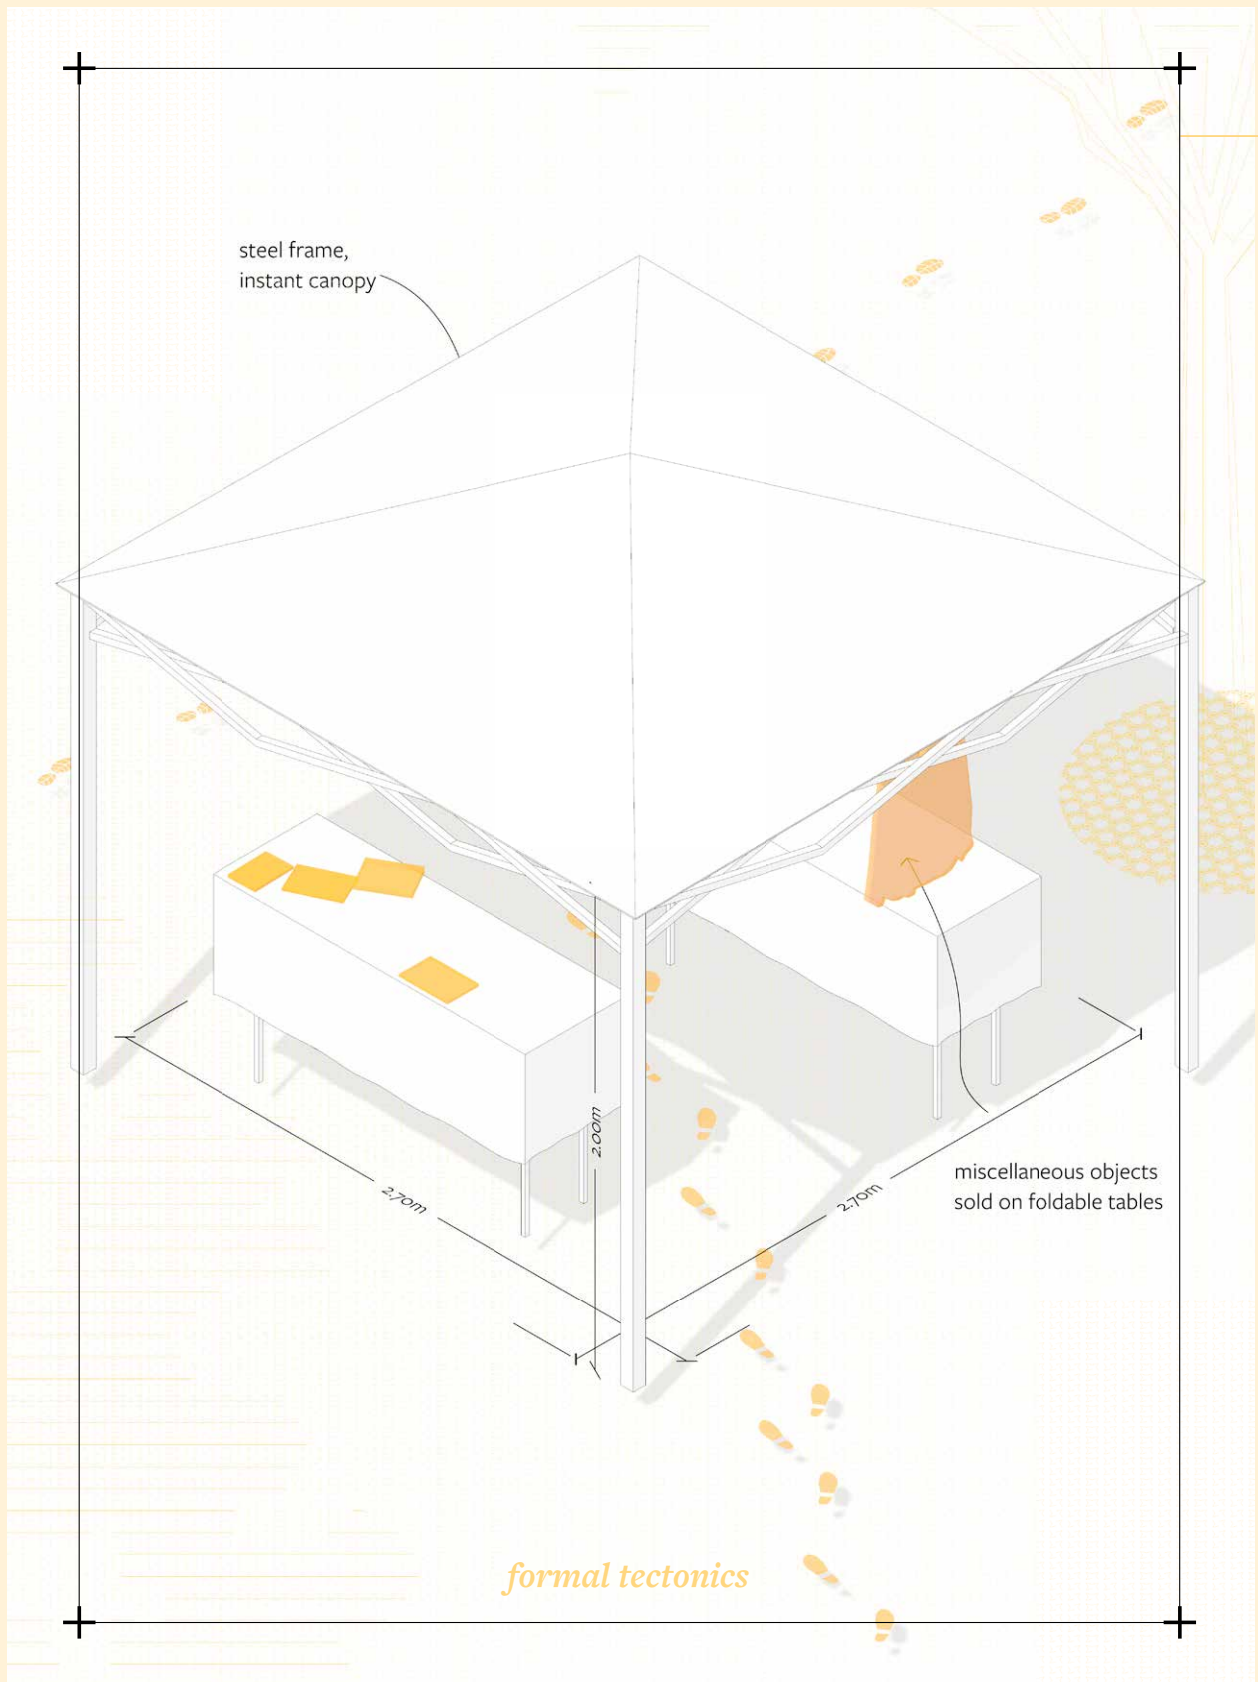 steel frame,
instant canopy
2.00m
2.70m
2.70m
miscellaneous objects
sold on foldable tables
formal tectonics